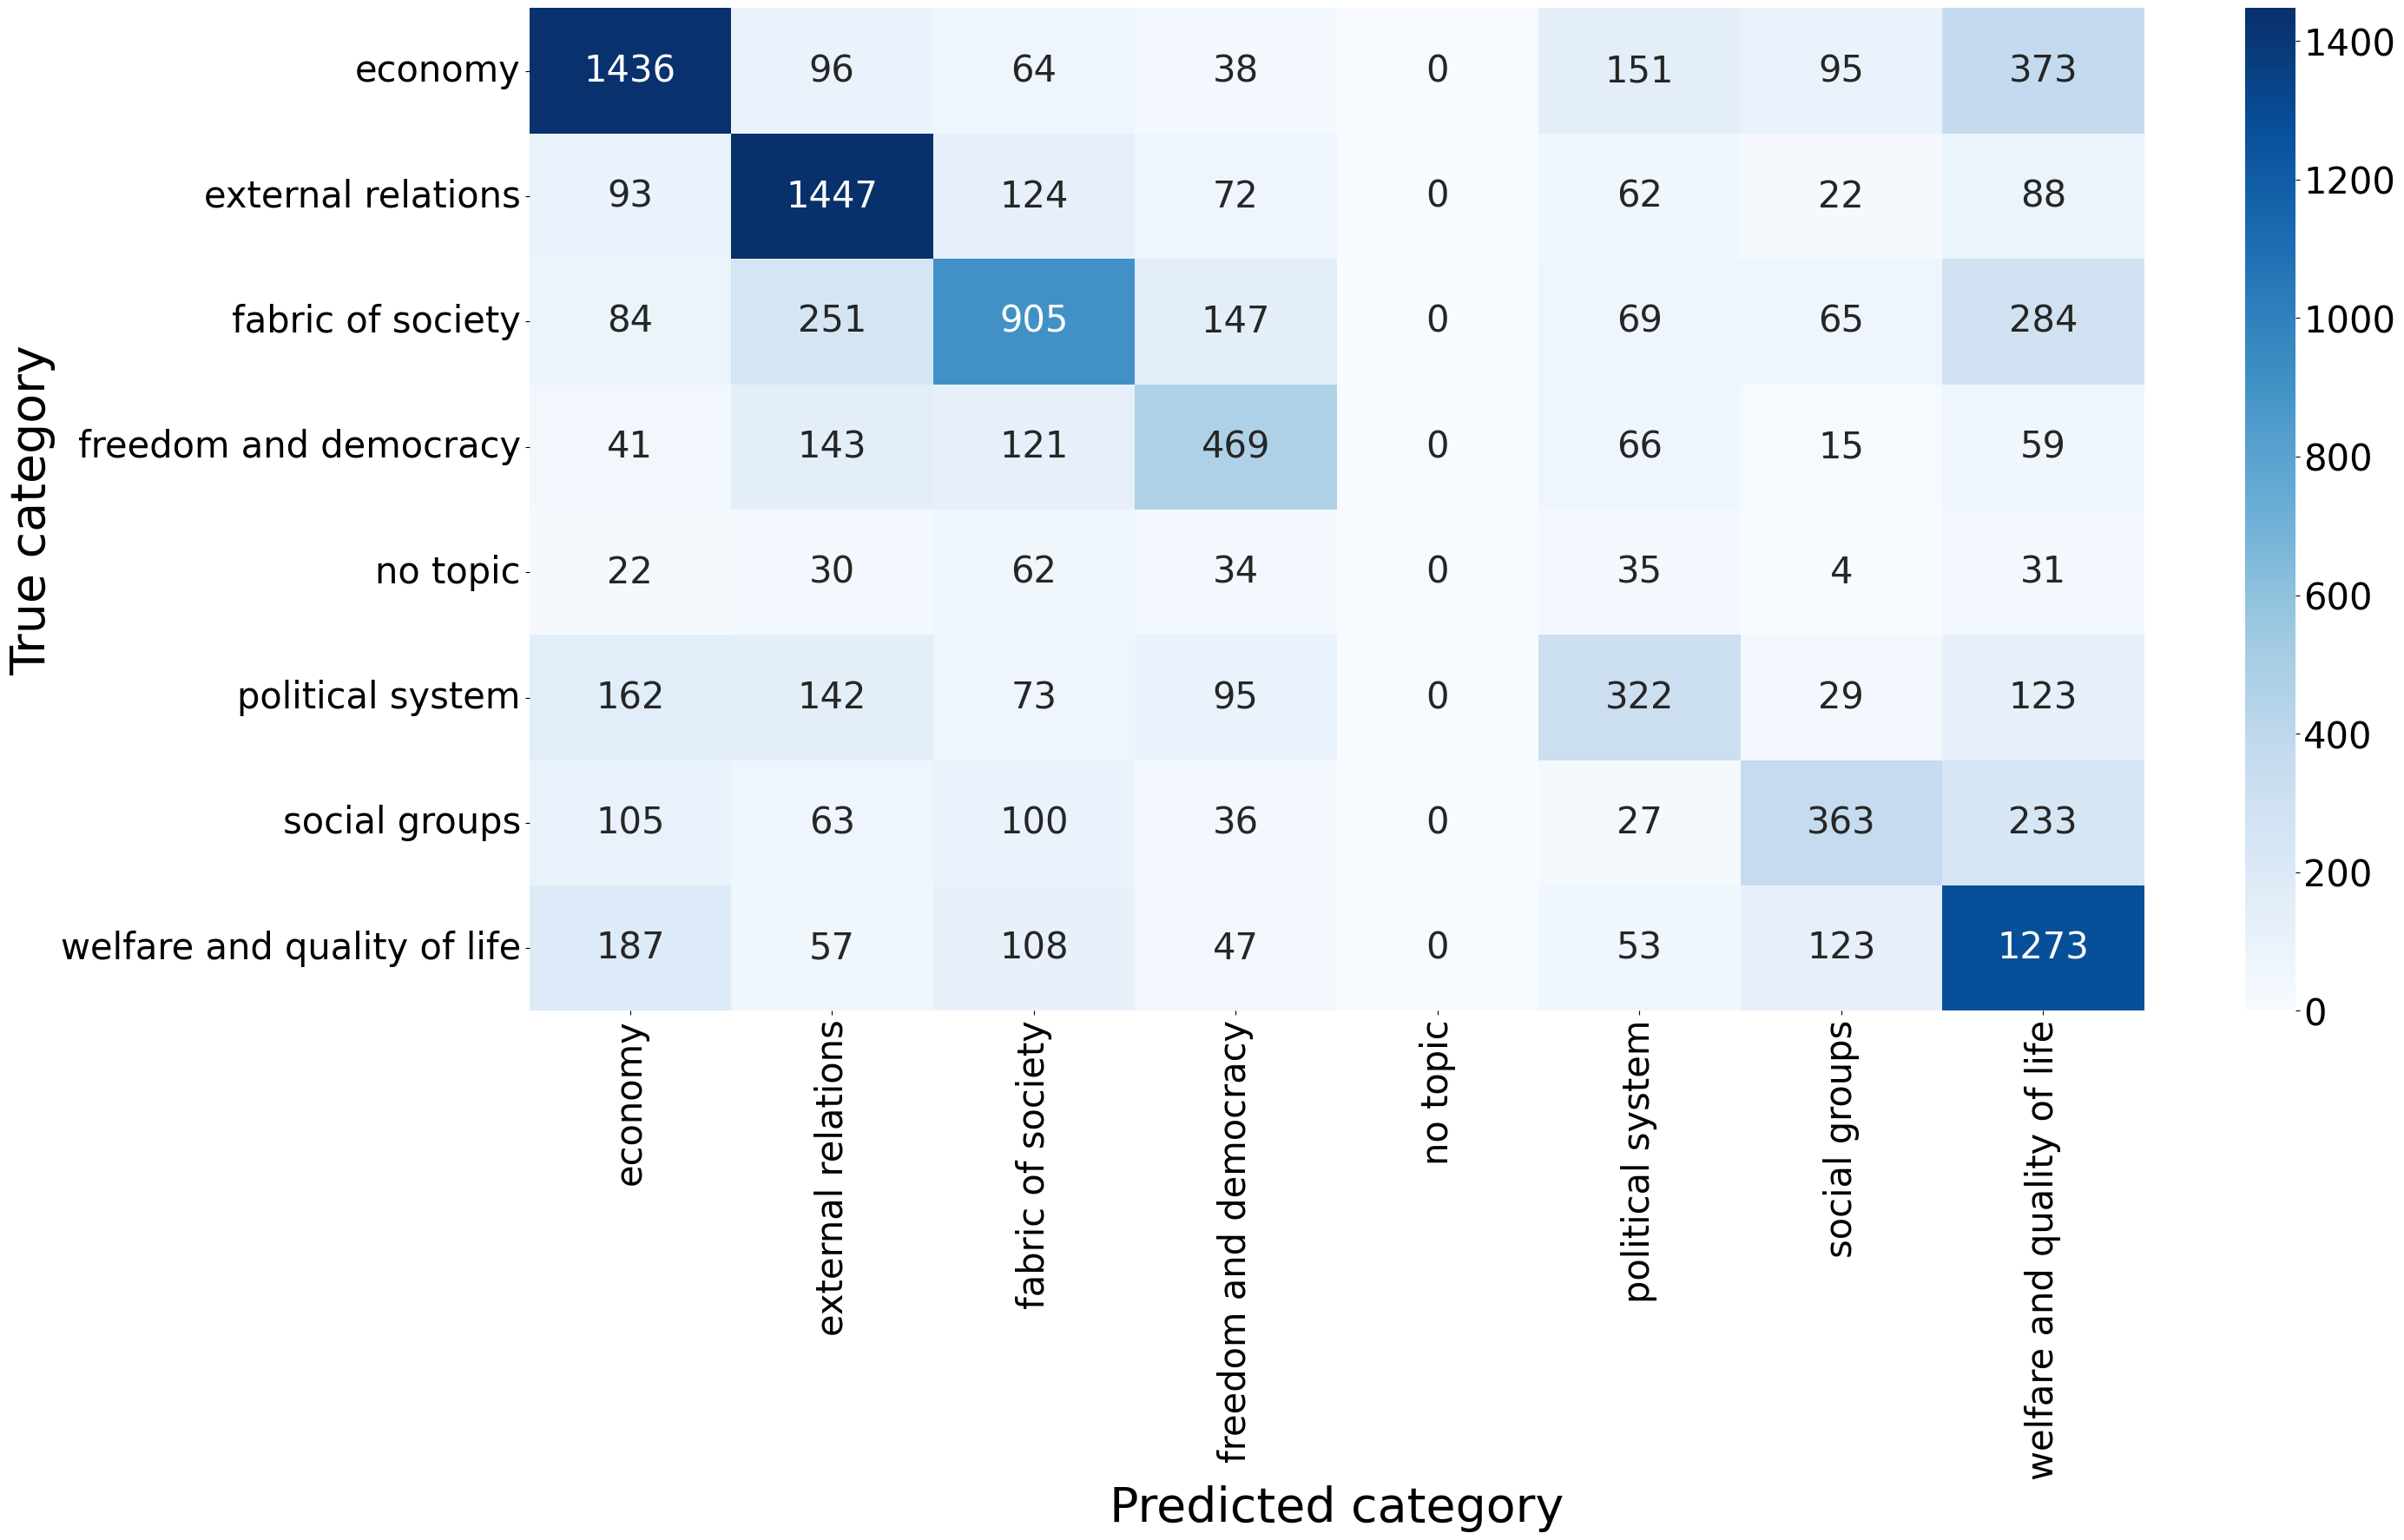 economy 1436 96 64 38 0 151 95 373
external relations 93 1447 124 72 0 62 22 88
fabric of society 84 251 905 147 0 69 65 284
freedom and democracy 41 143 121 469 0 66 15 59
no topic 22 30 62 34 0 35 4 31
political system 162 142 73 95 0 322 29 123
social groups 105 63 100 36 0 27 363 233
welfare and quality of life 187 57 108 47 0 53 123 1273
True category
economy
external relations
fabric of society
freedom and democracy
no topic
political system
social groups
welfare and quality of life
Predicted category
1400
1200
1000
800
600
400
200
0